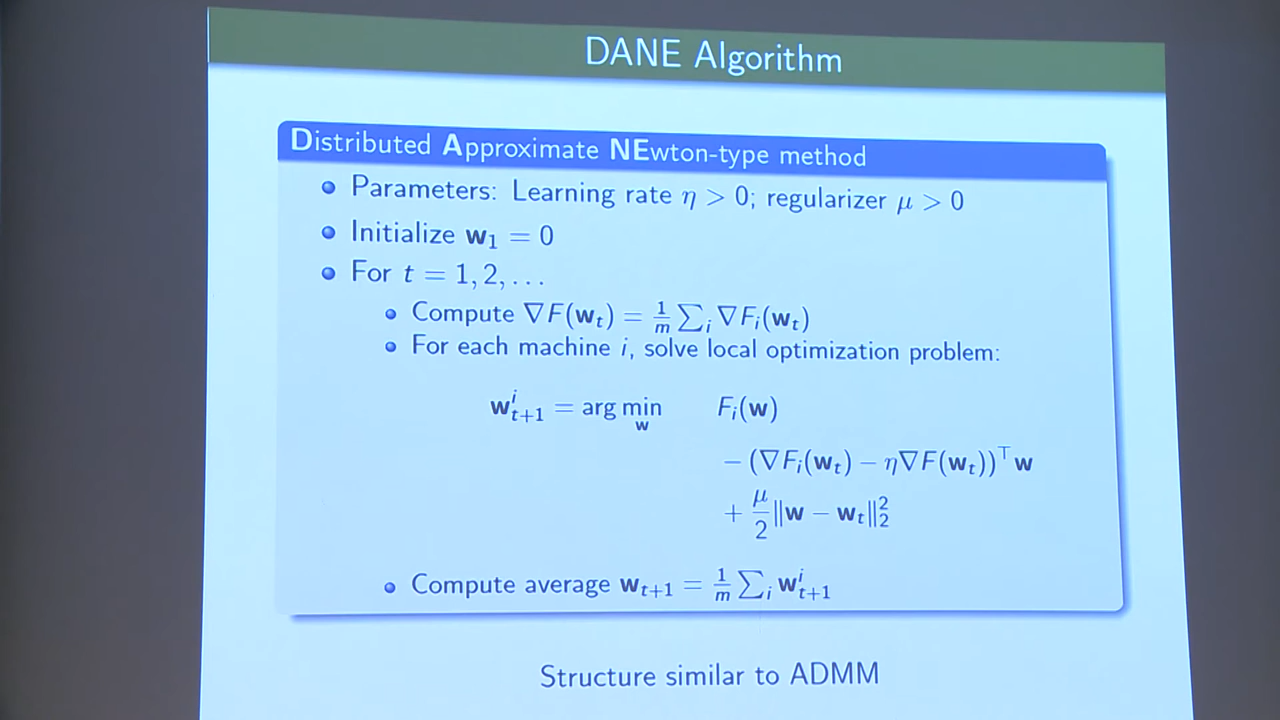 DANE Algorithm
Distributed Approximate NEwton-type method
Parameters: Learning rate η > 0; regularizer μ > 0
Initialize w₁ = 0
For t = 1, 2, . . .
Compute ∇F(wₜ) = 1/m ∑ᵢ ∇Fᵢ(wₜ)
For each machine i, solve local optimization problem:
wⁱₜ₊₁ = arg min_w Fᵢ(w)
− (∇Fᵢ(wₜ) − η∇F(wₜ))ᵀw
+ μ/2 ‖w − wₜ‖₂²
Compute average wₜ₊₁ = 1/m ∑ᵢ wⁱₜ₊₁
Structure similar to ADMM